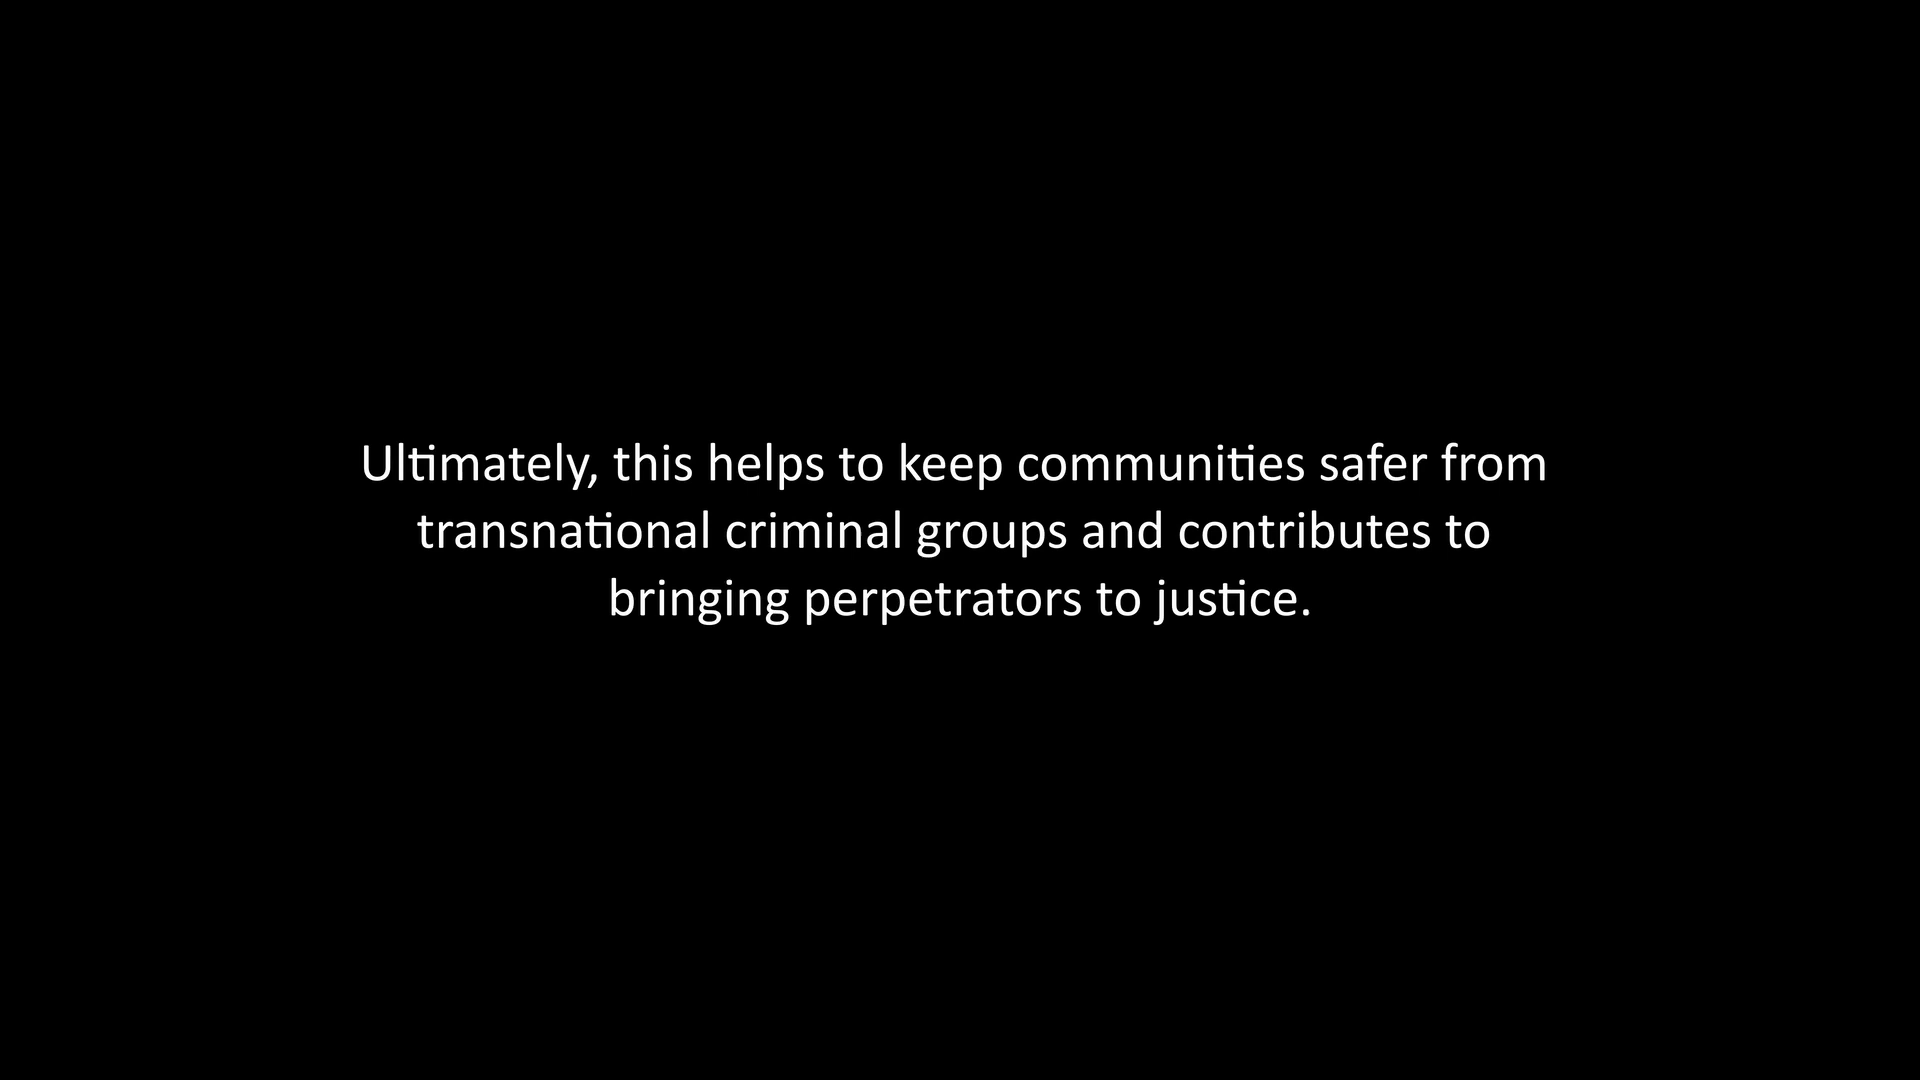 Ultimately, this helps to keep communities safer from
transnational criminal groups and contributes to
bringing perpetrators to justice.